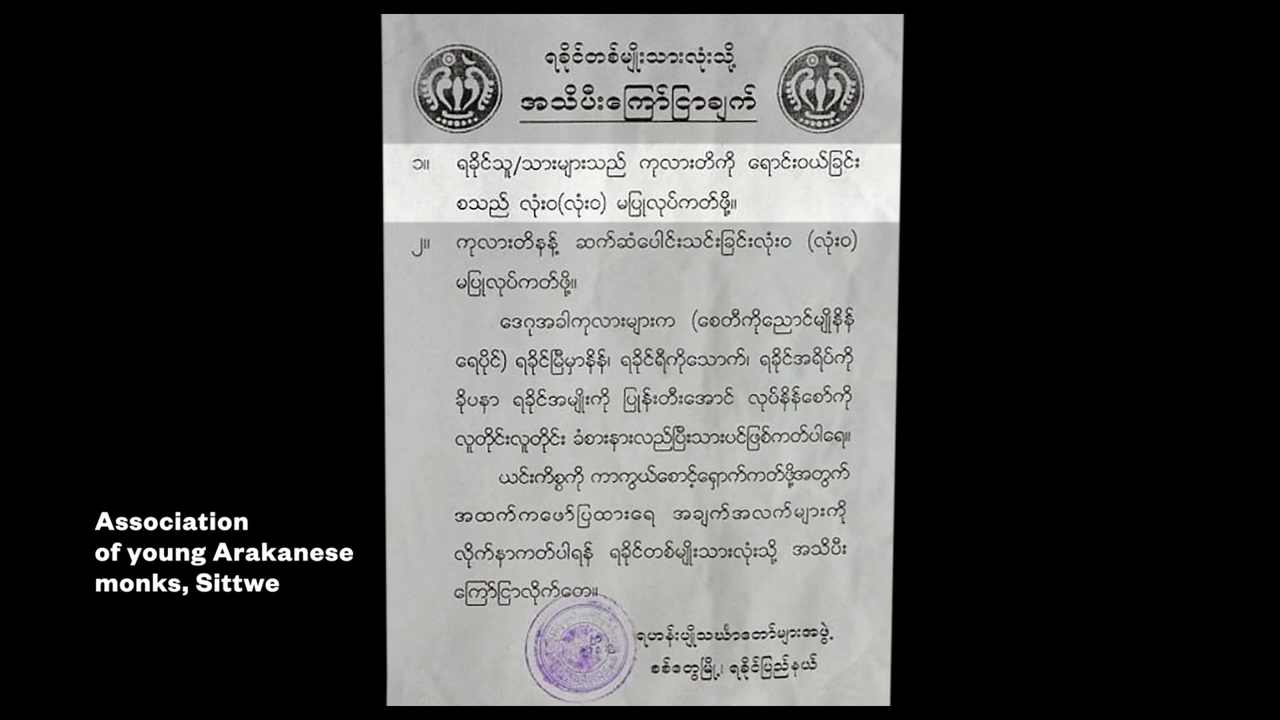 ရခိုင်တစ်မျိုးသားလုံးသို့
အသိပီးကြော်ငြာချက်
၁။ ရခိုင်သူ/သားများသည် ကုလားတိကို ရောင်းဝယ်ခြင်း
စသည် လုံးဝ(လုံးဝ) မပြုလုပ်ကတ်ဖို့။
၂။ ကုလားတိနန့် ဆက်ဆံပေါင်းသင်းခြင်းလုံးဝ (လုံးဝ)
မပြုလုပ်ကတ်ဖို့။
ဒေဂုအခါကုလားများက (စေတီကိုညောင်မျိုနိန်
ရေပိုင်) ရခိုင်မြီမှာနိန်၊ ရခိုင်ရီကိုသောက်၊ ရခိုင်အရိပ်ကို
ခိုပနာ ရခိုင်အမျိုးကို ပြုန်းတီးအောင် လုပ်နိန်စော်ကို
လူတိုင်းလူတိုင်း ခံစားနားလည်ပြီးသားပင်ဖြစ်ကတ်ပါရေ။
ယင်းကိစ္စကို ကာကွယ်စောင့်ရှောက်ကတ်ဖို့အတွက်
အထက်ကဖော်ပြထားရေ အချက်အလက်များကို
လိုက်နာကတ်ပါရန် ရခိုင်တစ်မျိုးသားလုံးသို့ အသိပီး
ကြော်ငြာလိုက်တေ။
ရဟန်းပျိုသင်္ဃာတော်များအဖွဲ့
စစ်တွေမြို့၊ ရခိုင်ပြည်နယ်
Association
of young Arakanese
monks, Sittwe